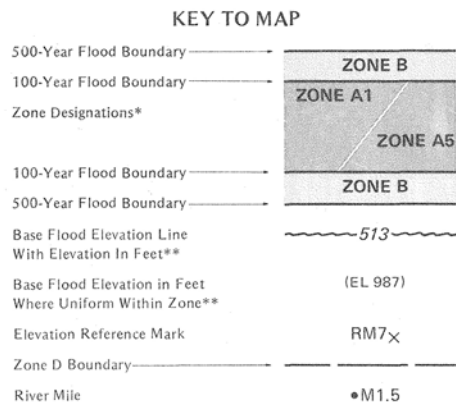 KEY TO MAP
500-Year Flood Boundary
ZONE B
100-Year Flood Boundary
ZONE A1
Zone Designations*
ZONE A5
100-Year Flood Boundary
ZONE B
500-Year Flood Boundary
Base Flood Elevation Line
With Elevation In Feet**
513
Base Flood Elevation in Feet
Where Uniform Within Zone**
(EL 987)
Elevation Reference Mark
RM7×
Zone D Boundary
River Mile
•M1.5